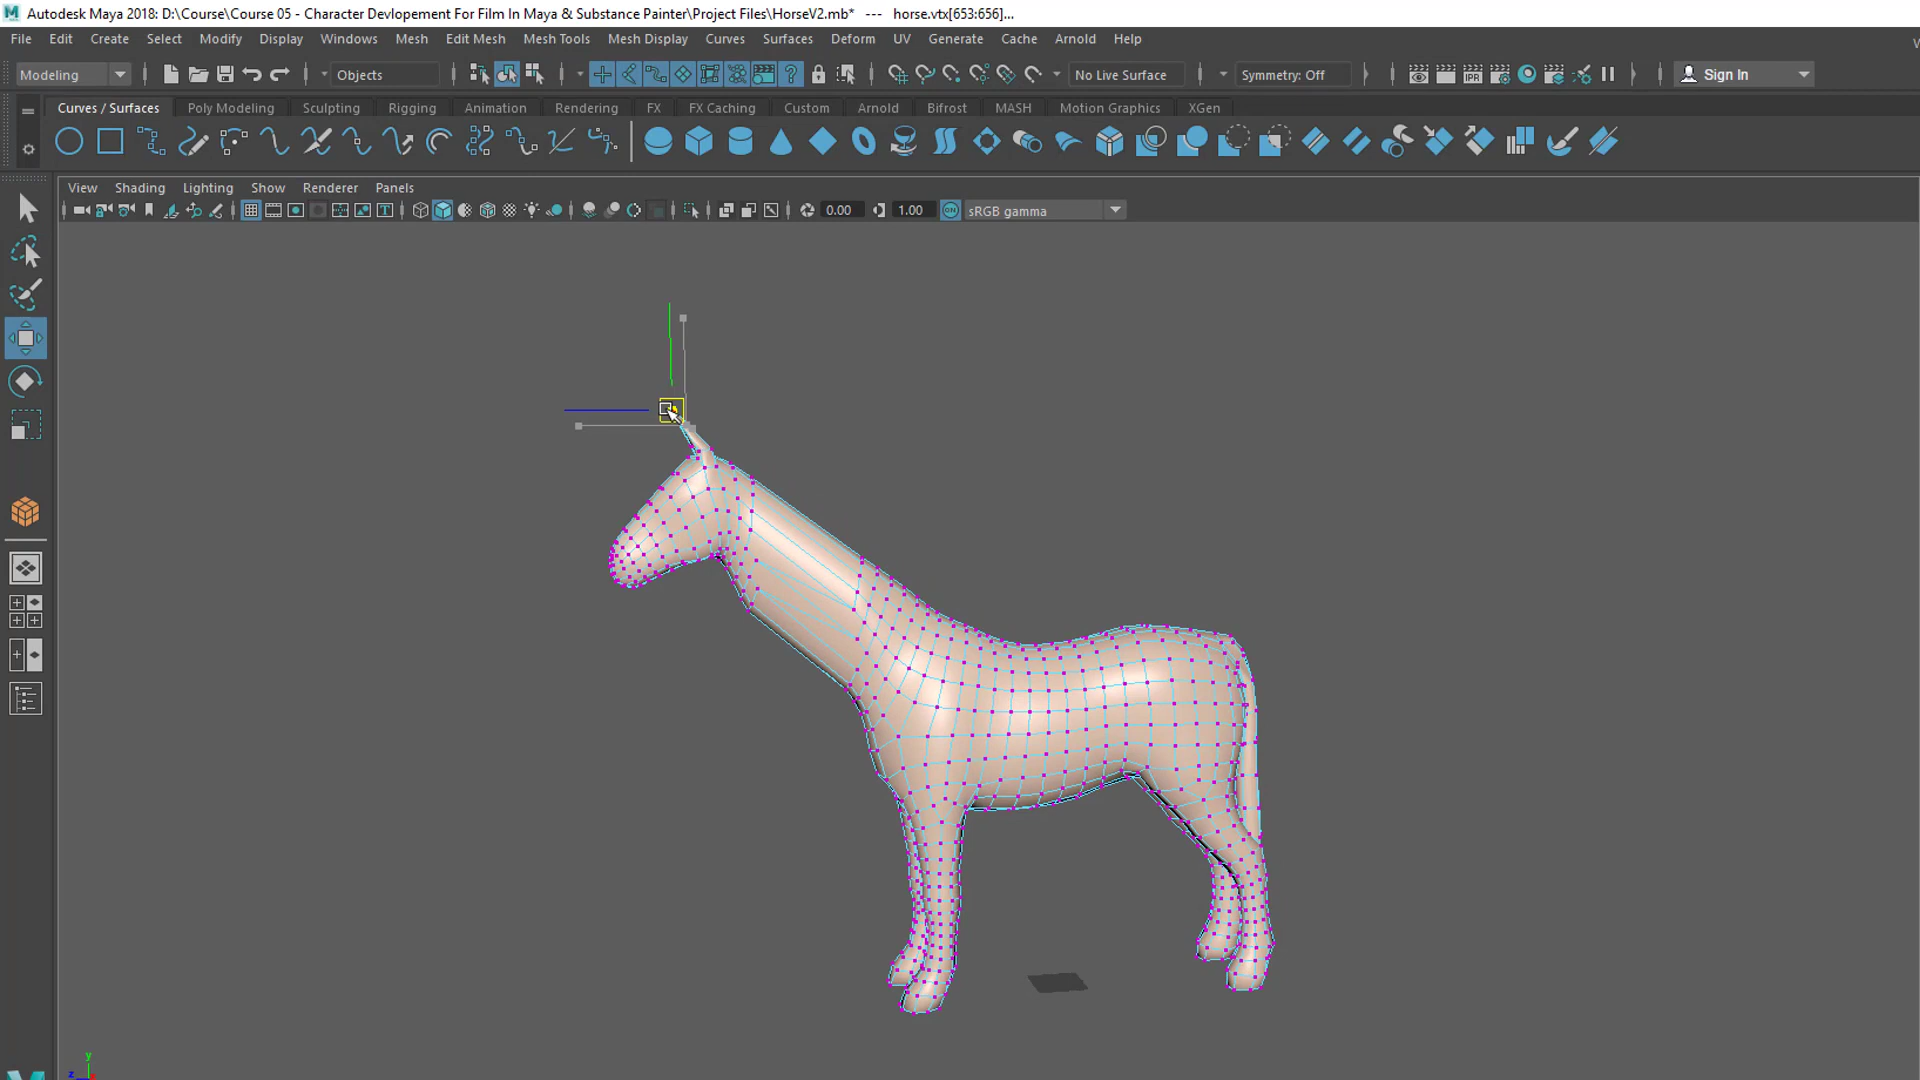 Autodesk Maya 2018: D:\Course\Course 05 - Character Devlopement For Film In Maya & Substance Painter\Project Files\HorseV2.mb* --- horse.vtx[653:656]...
File Edit Create Select Modify Display Windows Mesh Edit Mesh Mesh Tools Mesh Display Curves Surfaces Deform UV Generate Cache Arnold Help
Modeling Objects No Live Surface Symmetry: Off IPR Sign In
Curves / Surfaces Poly Modeling Sculpting Rigging Animation Rendering FX FX Caching Custom Arnold Bifrost MASH Motion Graphics XGen
View Shading Lighting Show Renderer Panels
0.00 1.00 ON sRGB gamma
y
z